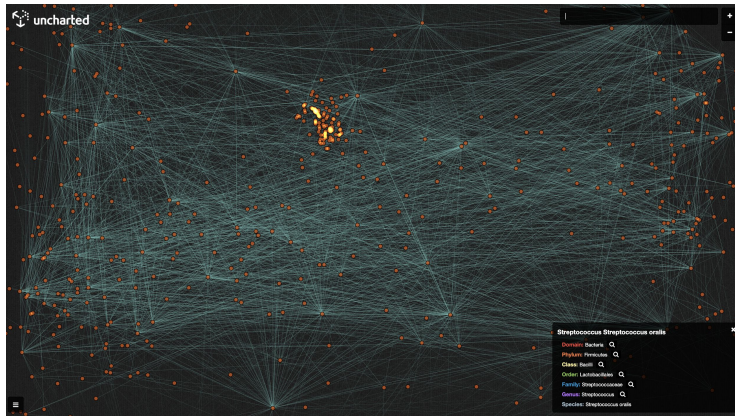 uncharted
+
-
Streptococcus Streptococcus oralis
Domain: Bacteria
Phylum: Firmicutes
Class: Bacilli
Order: Lactobacillales
Family: Streptococcaceae
Genus: Streptococcus
Species: Streptococcus oralis